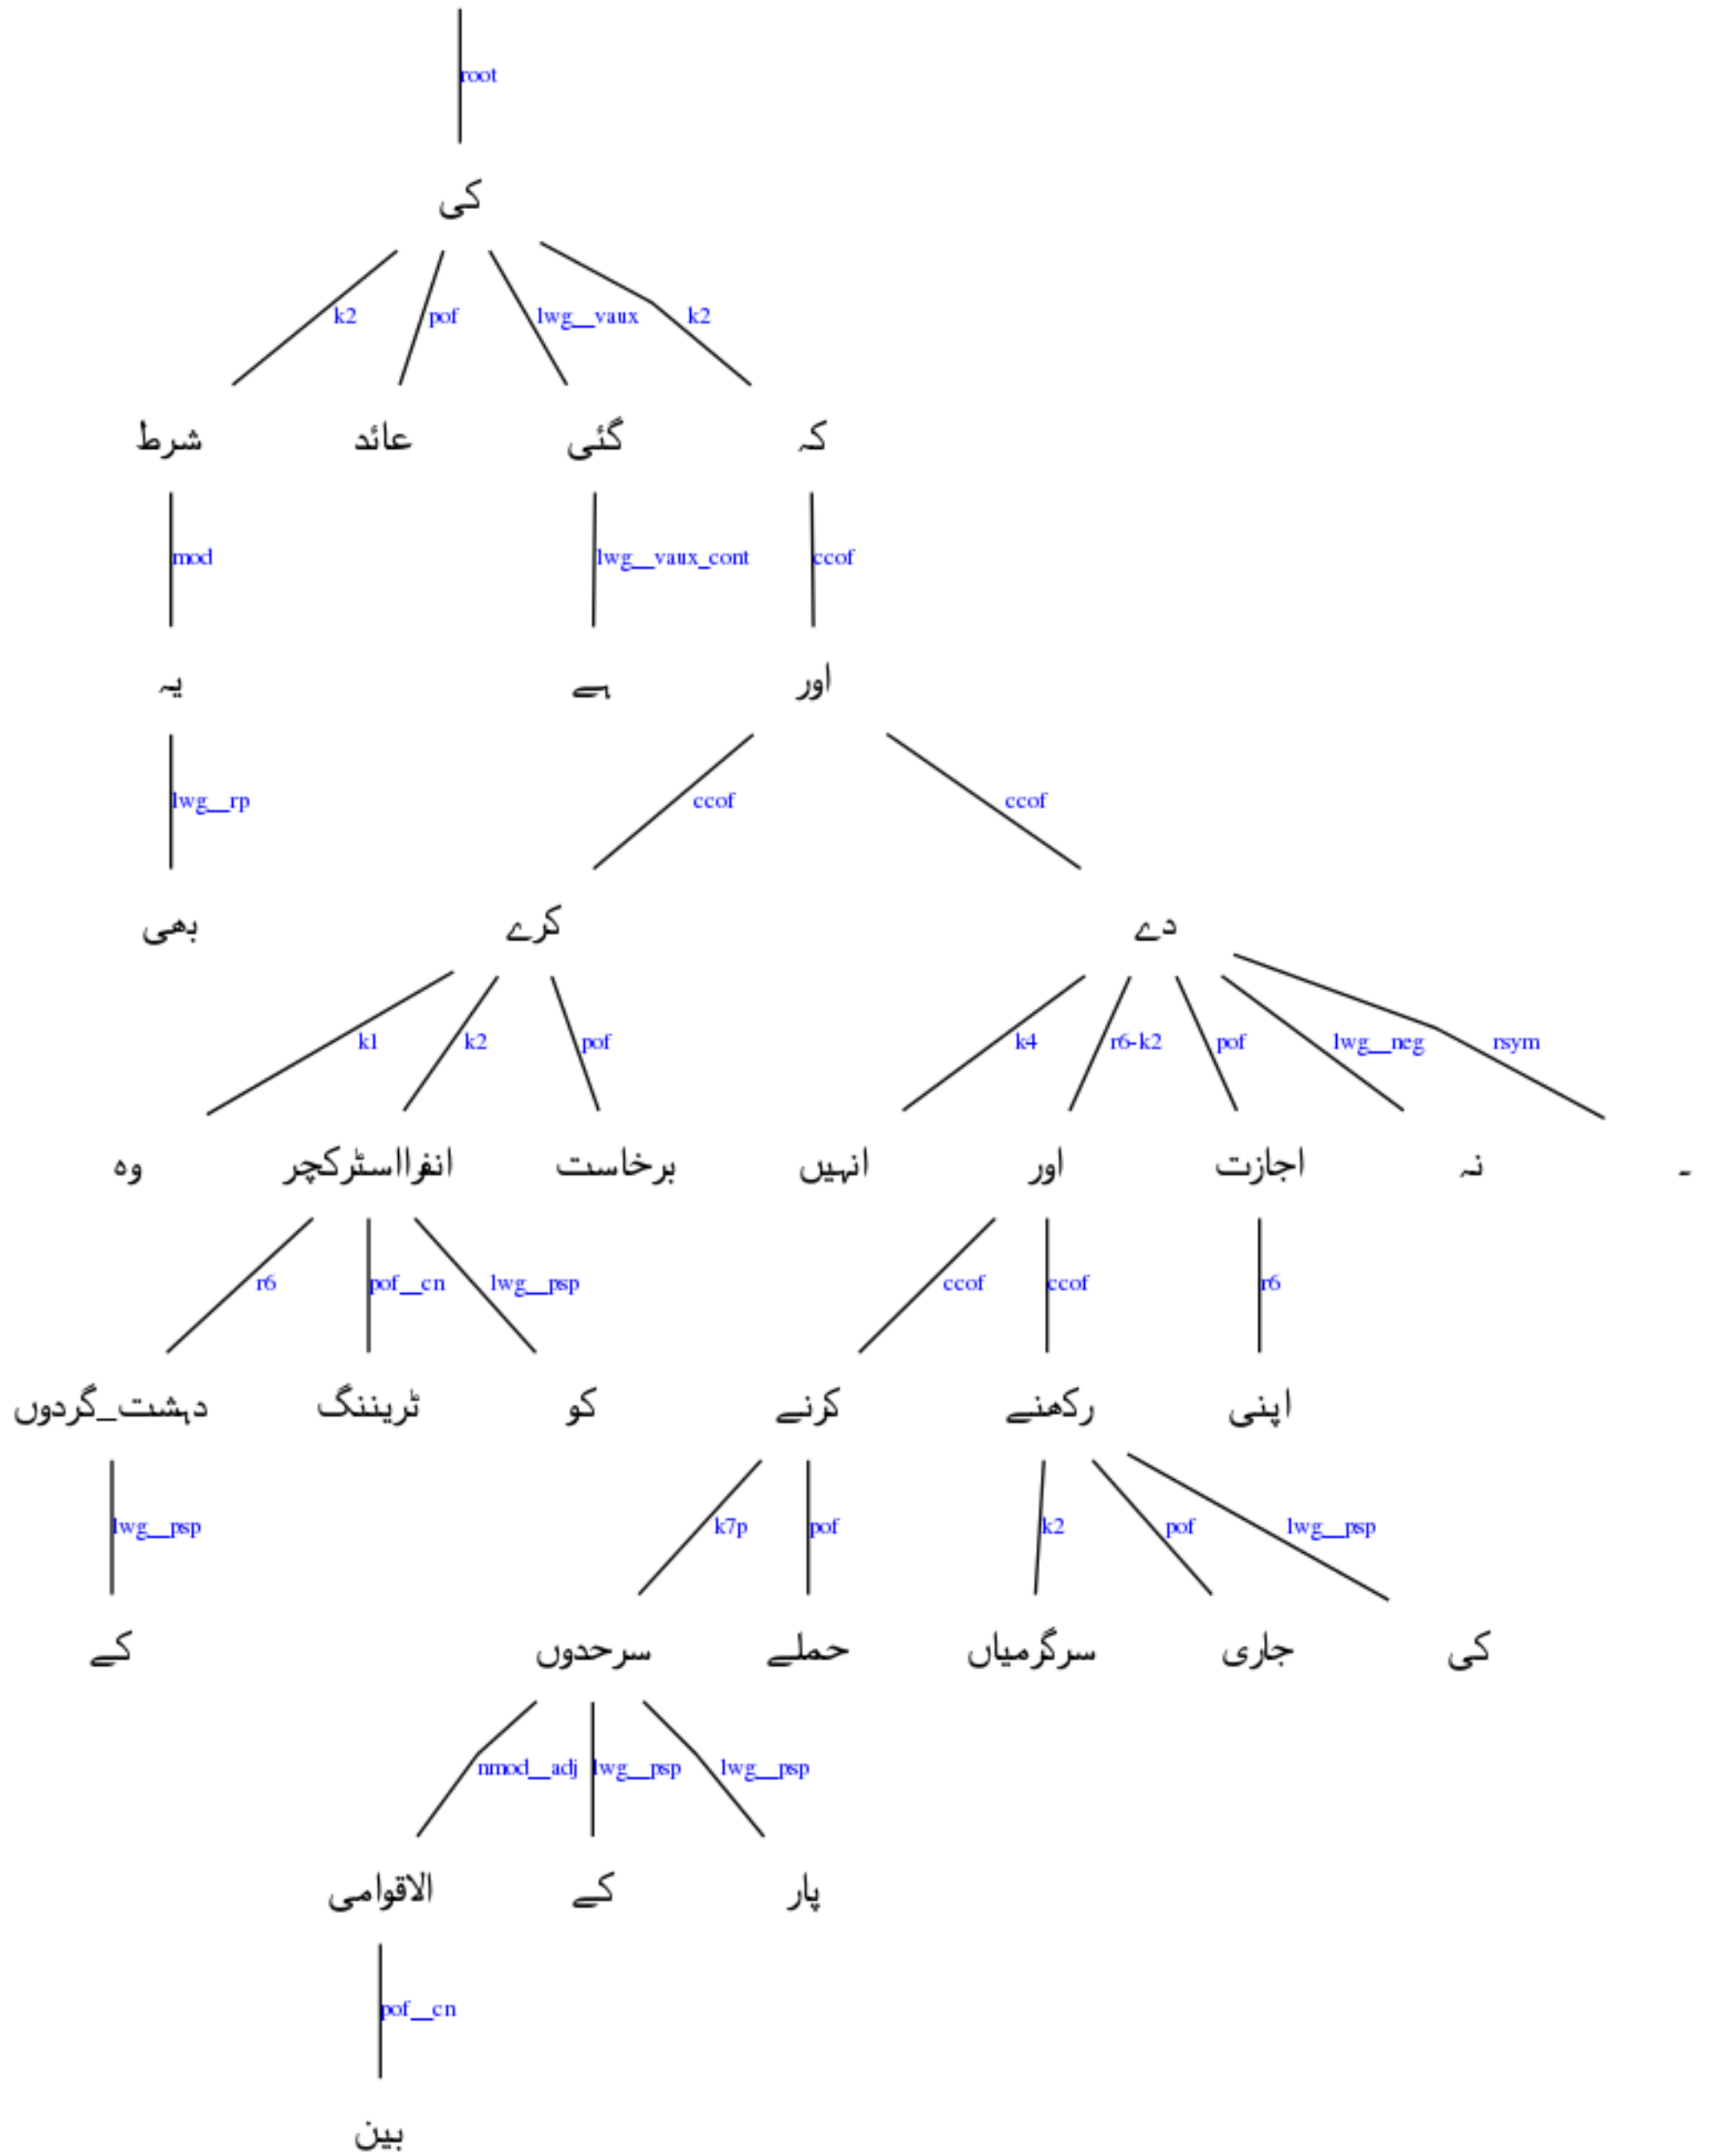 root
کی
k2 pof lwg__vaux k2
شرط عائد گئی کہ
mod lwg__vaux_cont ccof
یہ ہے اور
lwg__rp ccof ccof
بھی کرے دے
k1 k2 pof k4 r6-k2 pof lwg__neg rsym
وہ انفرااسٹرکچر برخاست انہیں اور اجازت نہ ۔
r6 pof__cn lwg__psp ccof ccof r6
دہشت_گردوں ٹریننگ کو کرنے رکھنے اپنی
lwg__psp k7p pof k2 pof lwg__psp
کے سرحدوں حملے سرگرمیاں جاری کی
nmod__adj lwg__psp lwg__psp
الاقوامی کے پار
pof__cn
بین